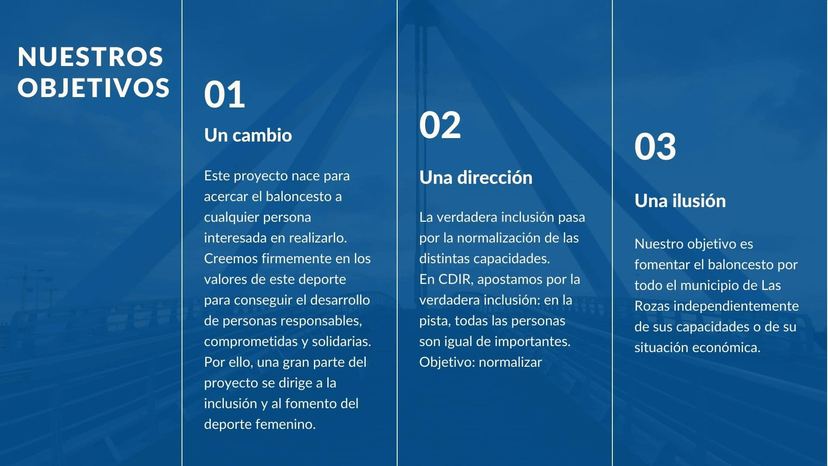 NUESTROS
OBJETIVOS
01
Un cambio
Este proyecto nace para
acercar el baloncesto a
cualquier persona
interesada en realizarlo.
Creemos firmemente en los
valores de este deporte
para conseguir el desarrollo
de personas responsables,
comprometidas y solidarias.
Por ello, una gran parte del
proyecto se dirige a la
inclusión y al fomento del
deporte femenino.
02
Una dirección
La verdadera inclusión pasa
por la normalización de las
distintas capacidades.
En CDIR, apostamos por la
verdadera inclusión: en la
pista, todas las personas
son igual de importantes.
Objetivo: normalizar
03
Una ilusión
Nuestro objetivo es
fomentar el baloncesto por
todo el municipio de Las
Rozas independientemente
de sus capacidades o de su
situación económica.